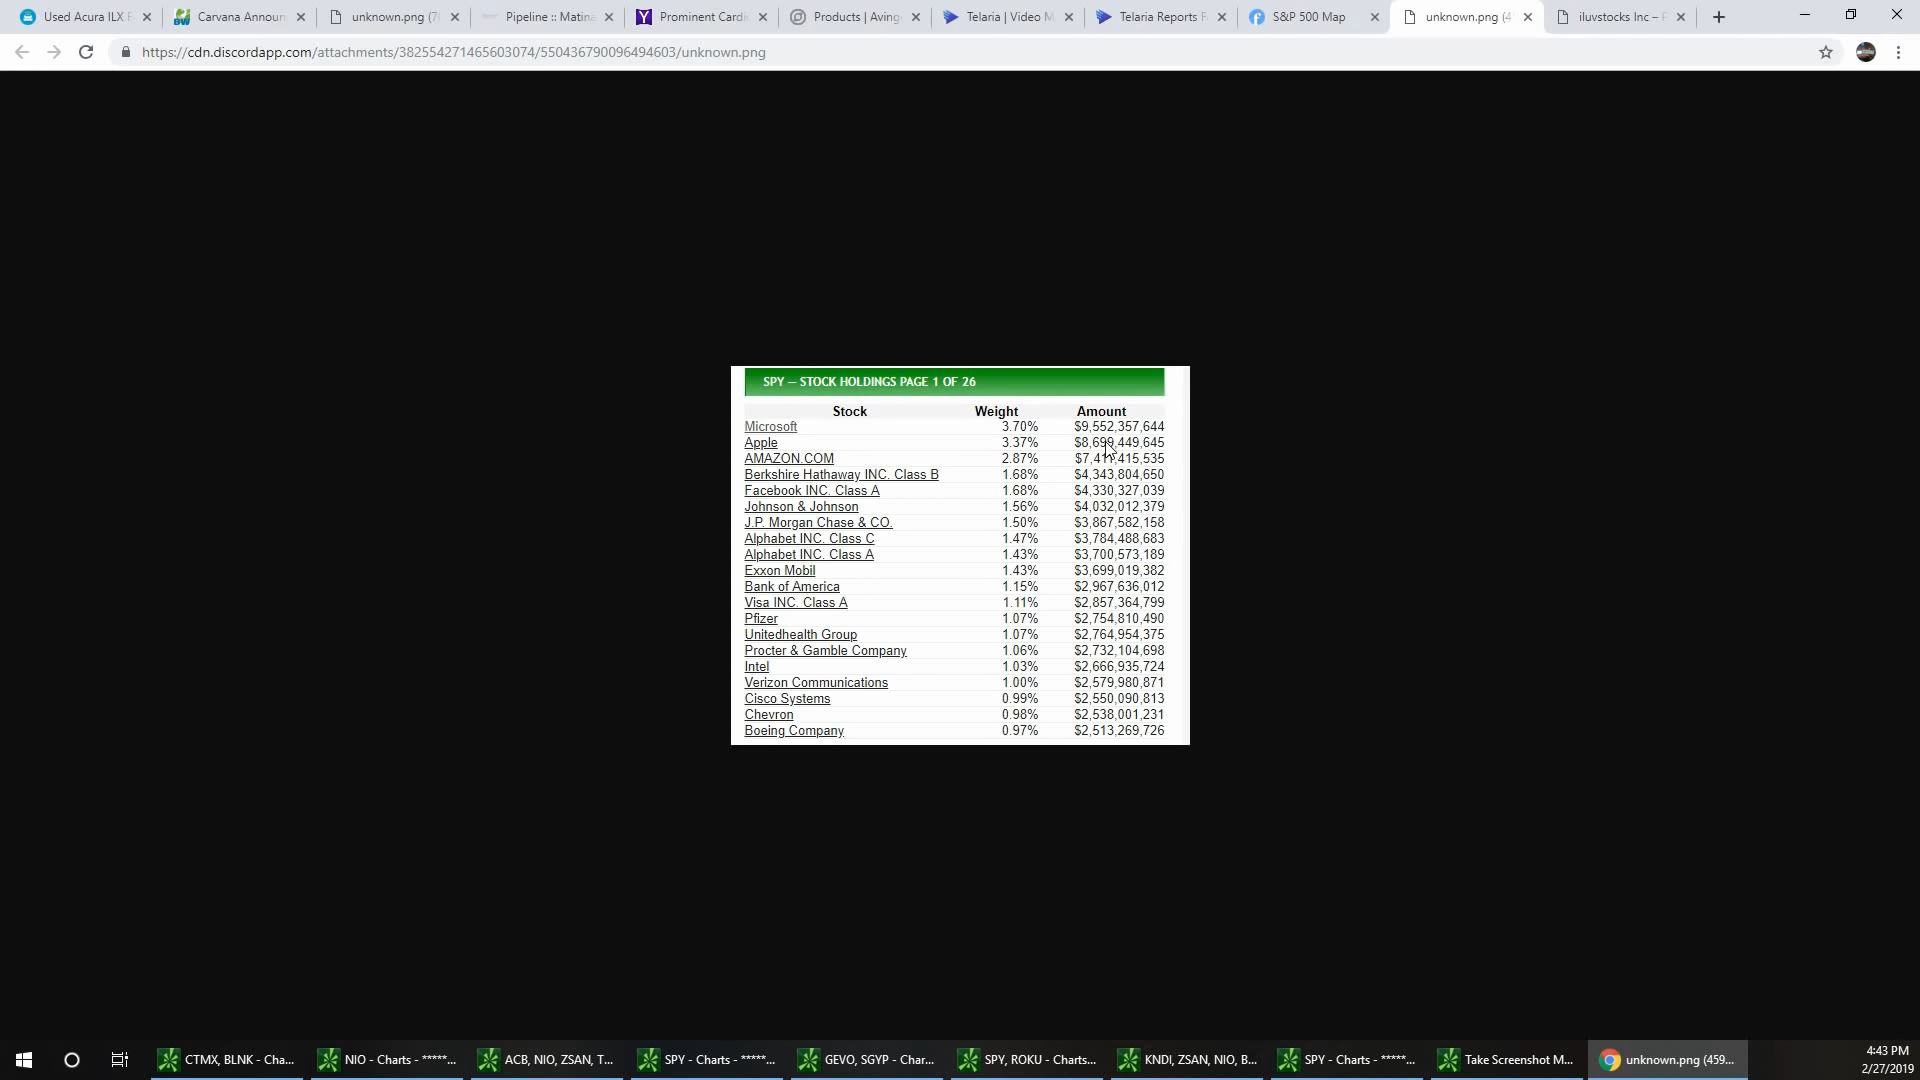 Used Acura ILX F
Carvana Announ
unknown.png (7
Pipeline :: Matina
Prominent Cardi
Products | Aving
Telaria | Video M
Telaria Reports F
S&P 500 Map
unknown.png (4
iluvstocks Inc –
https://cdn.discordapp.com/attachments/382554271465603074/550436790096494603/unknown.png
SPY — STOCK HOLDINGS PAGE 1 OF 26
Stock Weight Amount
Microsoft 3.70% $9,552,357,644
Apple 3.37% $8,699,449,645
AMAZON.COM 2.87% $7,411,415,535
Berkshire Hathaway INC. Class B 1.68% $4,343,804,650
Facebook INC. Class A 1.68% $4,330,327,039
Johnson & Johnson 1.56% $4,032,012,379
J.P. Morgan Chase & CO. 1.50% $3,867,582,158
Alphabet INC. Class C 1.47% $3,784,488,683
Alphabet INC. Class A 1.43% $3,700,573,189
Exxon Mobil 1.43% $3,699,019,382
Bank of America 1.15% $2,967,636,012
Visa INC. Class A 1.11% $2,857,364,799
Pfizer 1.07% $2,754,810,490
Unitedhealth Group 1.07% $2,764,954,375
Procter & Gamble Company 1.06% $2,732,104,698
Intel 1.03% $2,666,935,724
Verizon Communications 1.00% $2,579,980,871
Cisco Systems 0.99% $2,550,090,813
Chevron 0.98% $2,538,001,231
Boeing Company 0.97% $2,513,269,726
CTMX, BLNK - Cha...
NIO - Charts - *****...
ACB, NIO, ZSAN, T...
SPY - Charts - *****...
GEVO, SGYP - Char...
SPY, ROKU - Charts...
KNDI, ZSAN, NIO, B...
SPY - Charts - *****...
Take Screenshot M...
unknown.png (459...
4:43 PM
2/27/2019